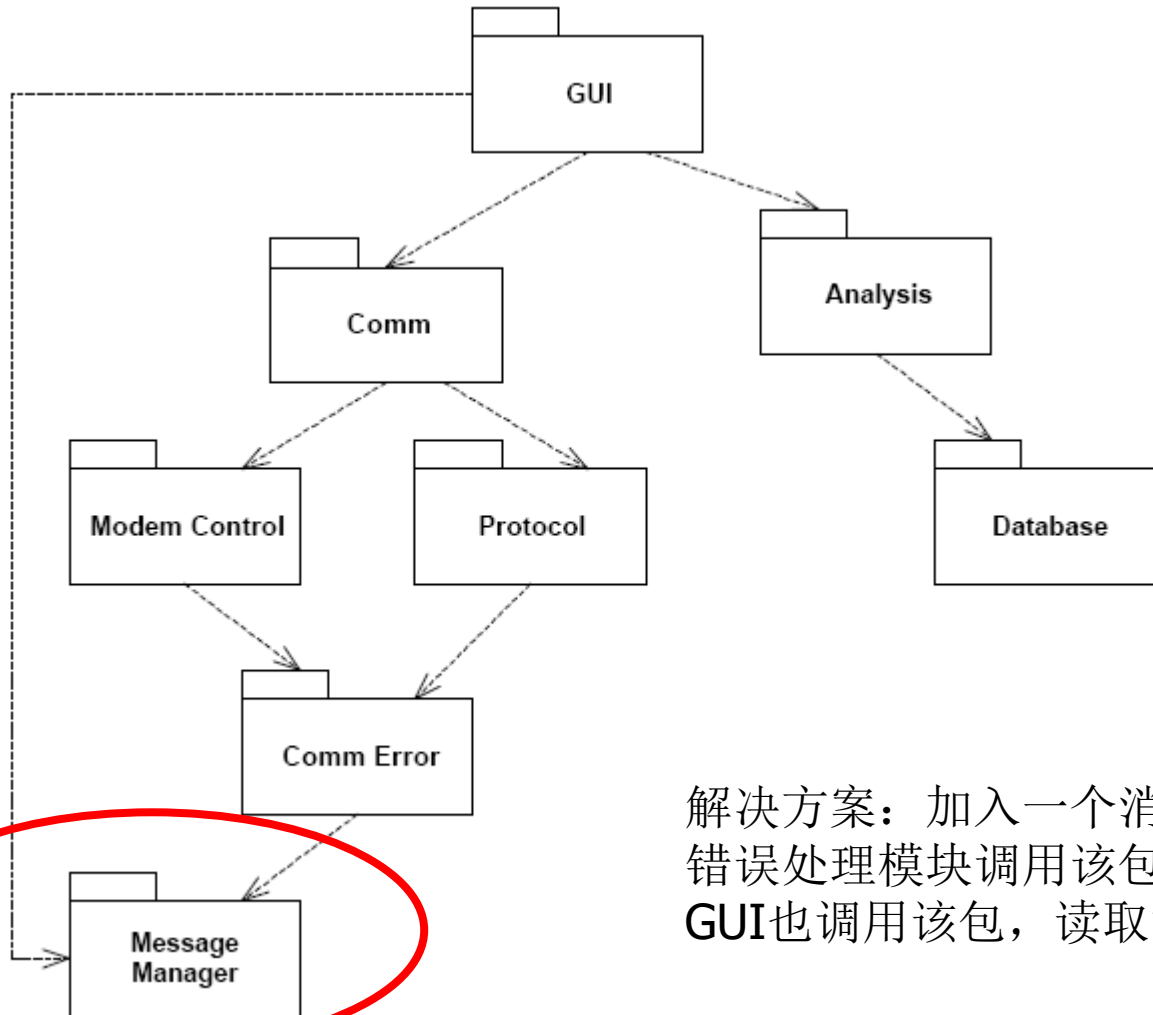 GUI
Analysis
Comm
Modem Control
Protocol
Database
Comm Error
解决方案：加入一个消
错误处理模块调用该包
GUI也调用该包，读取
Message
Manager